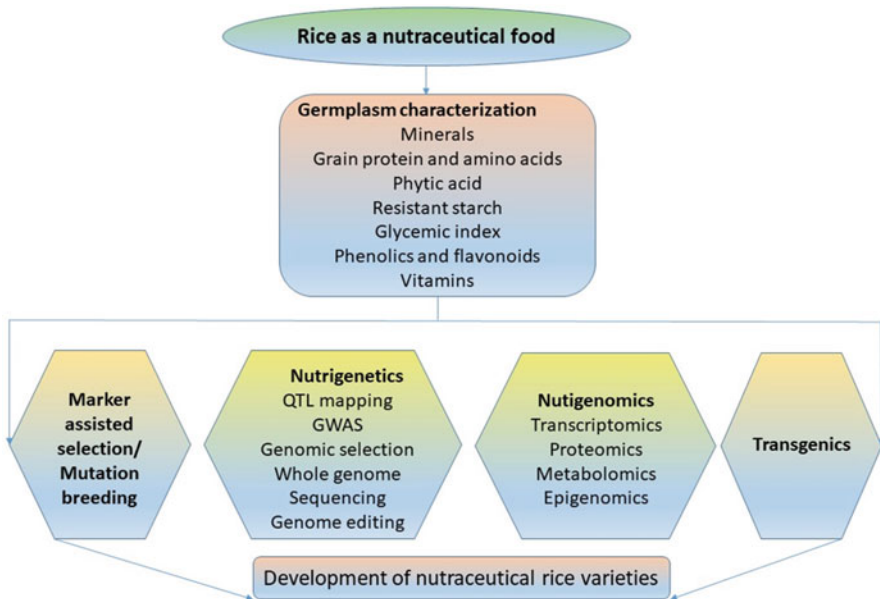 Rice as a nutraceutical food
Germplasm characterization
Minerals
Grain protein and amino acids
Phytic acid
Resistant starch
Glycemic index
Phenolics and flavonoids
Vitamins
Marker
assisted
selection/
Mutation
breeding
Nutrigenetics
QTL mapping
GWAS
Genomic selection
Whole genome
Sequencing
Genome editing
Nutigenomics
Transcriptomics
Proteomics
Metabolomics
Epigenomics
Transgenics
Development of nutraceutical rice varieties